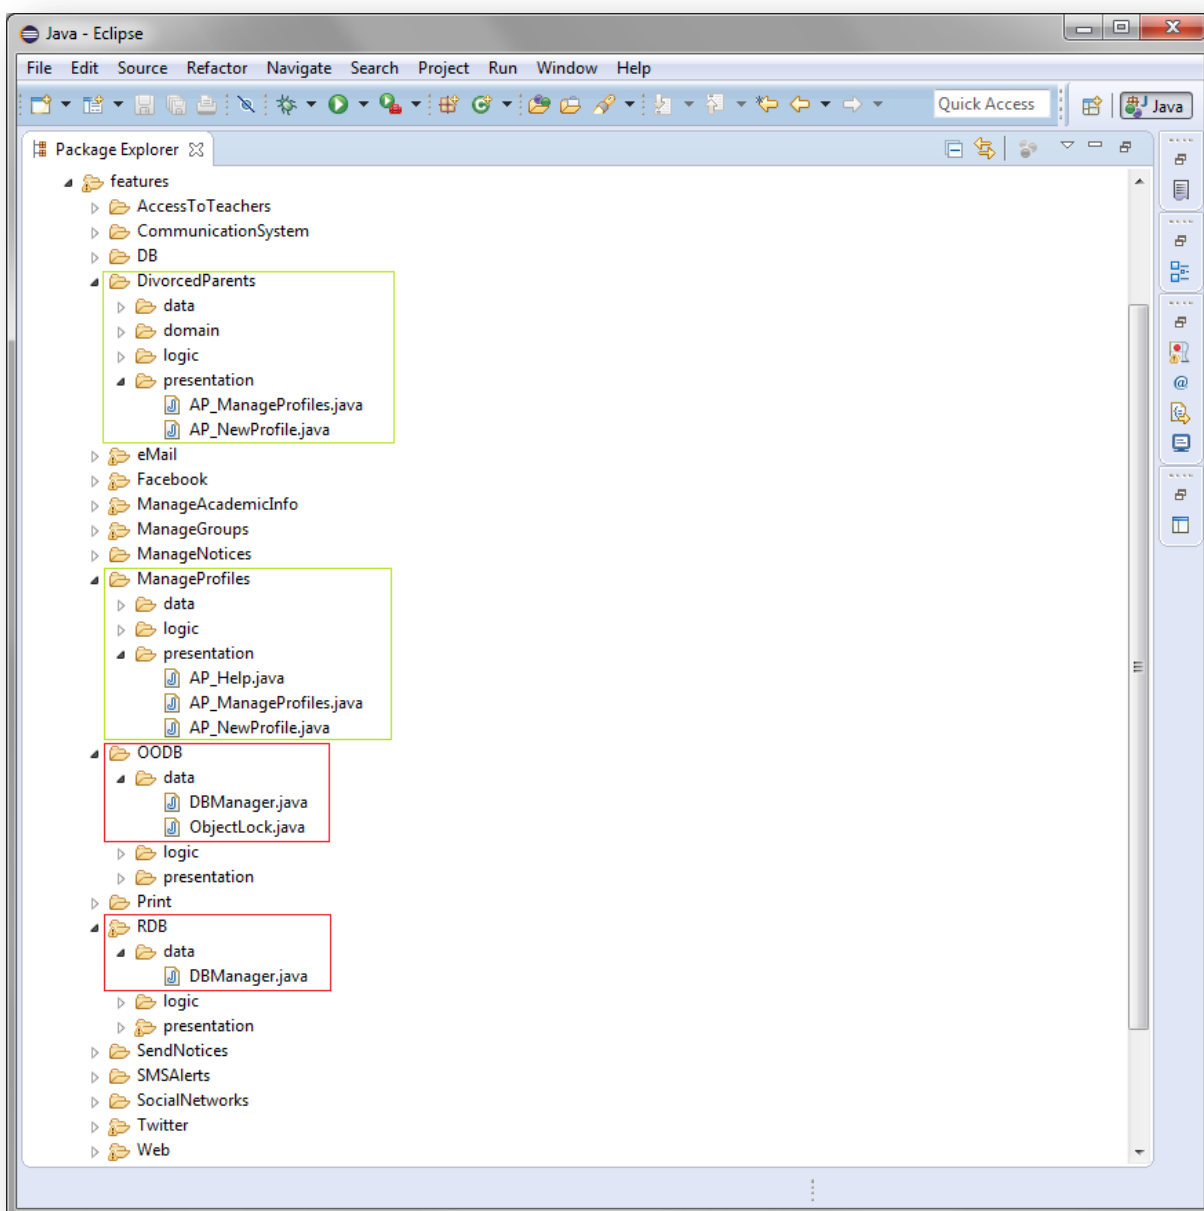 Java - Eclipse
File Edit Source Refactor Navigate Search Project Run Window Help
Quick Access
Java
Package Explorer
features
AccessToTeachers
CommunicationSystem
DB
DivorcedParents
data
domain
logic
presentation
AP_ManageProfiles.java
AP_NewProfile.java
eMail
Facebook
ManageAcademicInfo
ManageGroups
ManageNotices
ManageProfiles
data
logic
presentation
AP_Help.java
AP_ManageProfiles.java
AP_NewProfile.java
OODB
data
DBManager.java
ObjectLock.java
logic
presentation
Print
RDB
data
DBManager.java
logic
presentation
SendNotices
SMSAlerts
SocialNetworks
Twitter
Web